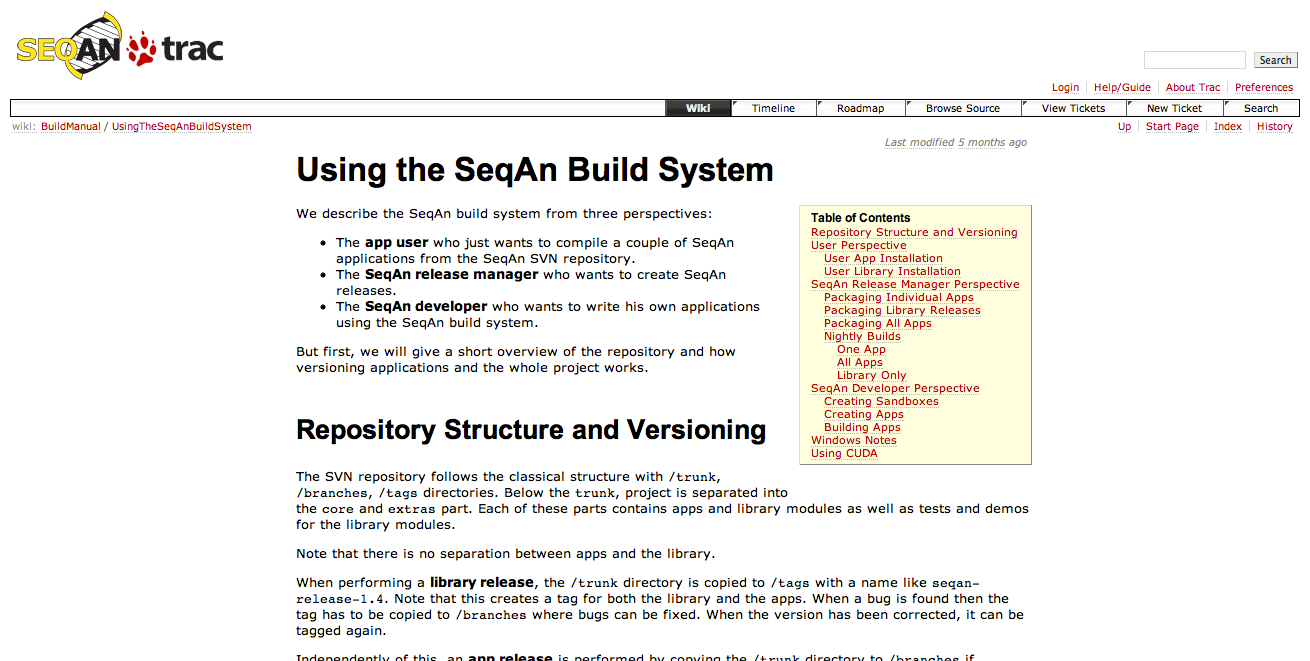 SEQAN trac
Search
Login Help/Guide About Trac Preferences
Wiki Timeline Roadmap Browse Source View Tickets New Ticket Search
wiki: BuildManual / UsingTheSeqAnBuildSystem
Up Start Page Index History
Last modified 5 months ago
Using the SeqAn Build System
We describe the SeqAn build system from three perspectives:
• The app user who just wants to compile a couple of SeqAn
applications from the SeqAn SVN repository.
• The SeqAn release manager who wants to create SeqAn
releases.
• The SeqAn developer who wants to write his own applications
using the SeqAn build system.
But first, we will give a short overview of the repository and how
versioning applications and the whole project works.
Table of Contents
Repository Structure and Versioning
User Perspective
User App Installation
User Library Installation
SeqAn Release Manager Perspective
Packaging Individual Apps
Packaging Library Releases
Packaging All Apps
Nightly Builds
One App
All Apps
Library Only
SeqAn Developer Perspective
Creating Sandboxes
Creating Apps
Building Apps
Windows Notes
Using CUDA
Repository Structure and Versioning
The SVN repository follows the classical structure with /trunk,
/branches, /tags directories. Below the trunk, project is separated into
the core and extras part. Each of these parts contains apps and library modules as well as tests and demos
for the library modules.
Note that there is no separation between apps and the library.
When performing a library release, the /trunk directory is copied to /tags with a name like seqan-
release-1.4. Note that this creates a tag for both the library and the apps. When a bug is found then the
tag has to be copied to /branches where bugs can be fixed. When the version has been corrected, it can be
tagged again.
Independently of this, an app release is performed by copying the /trunk directory to /branches if